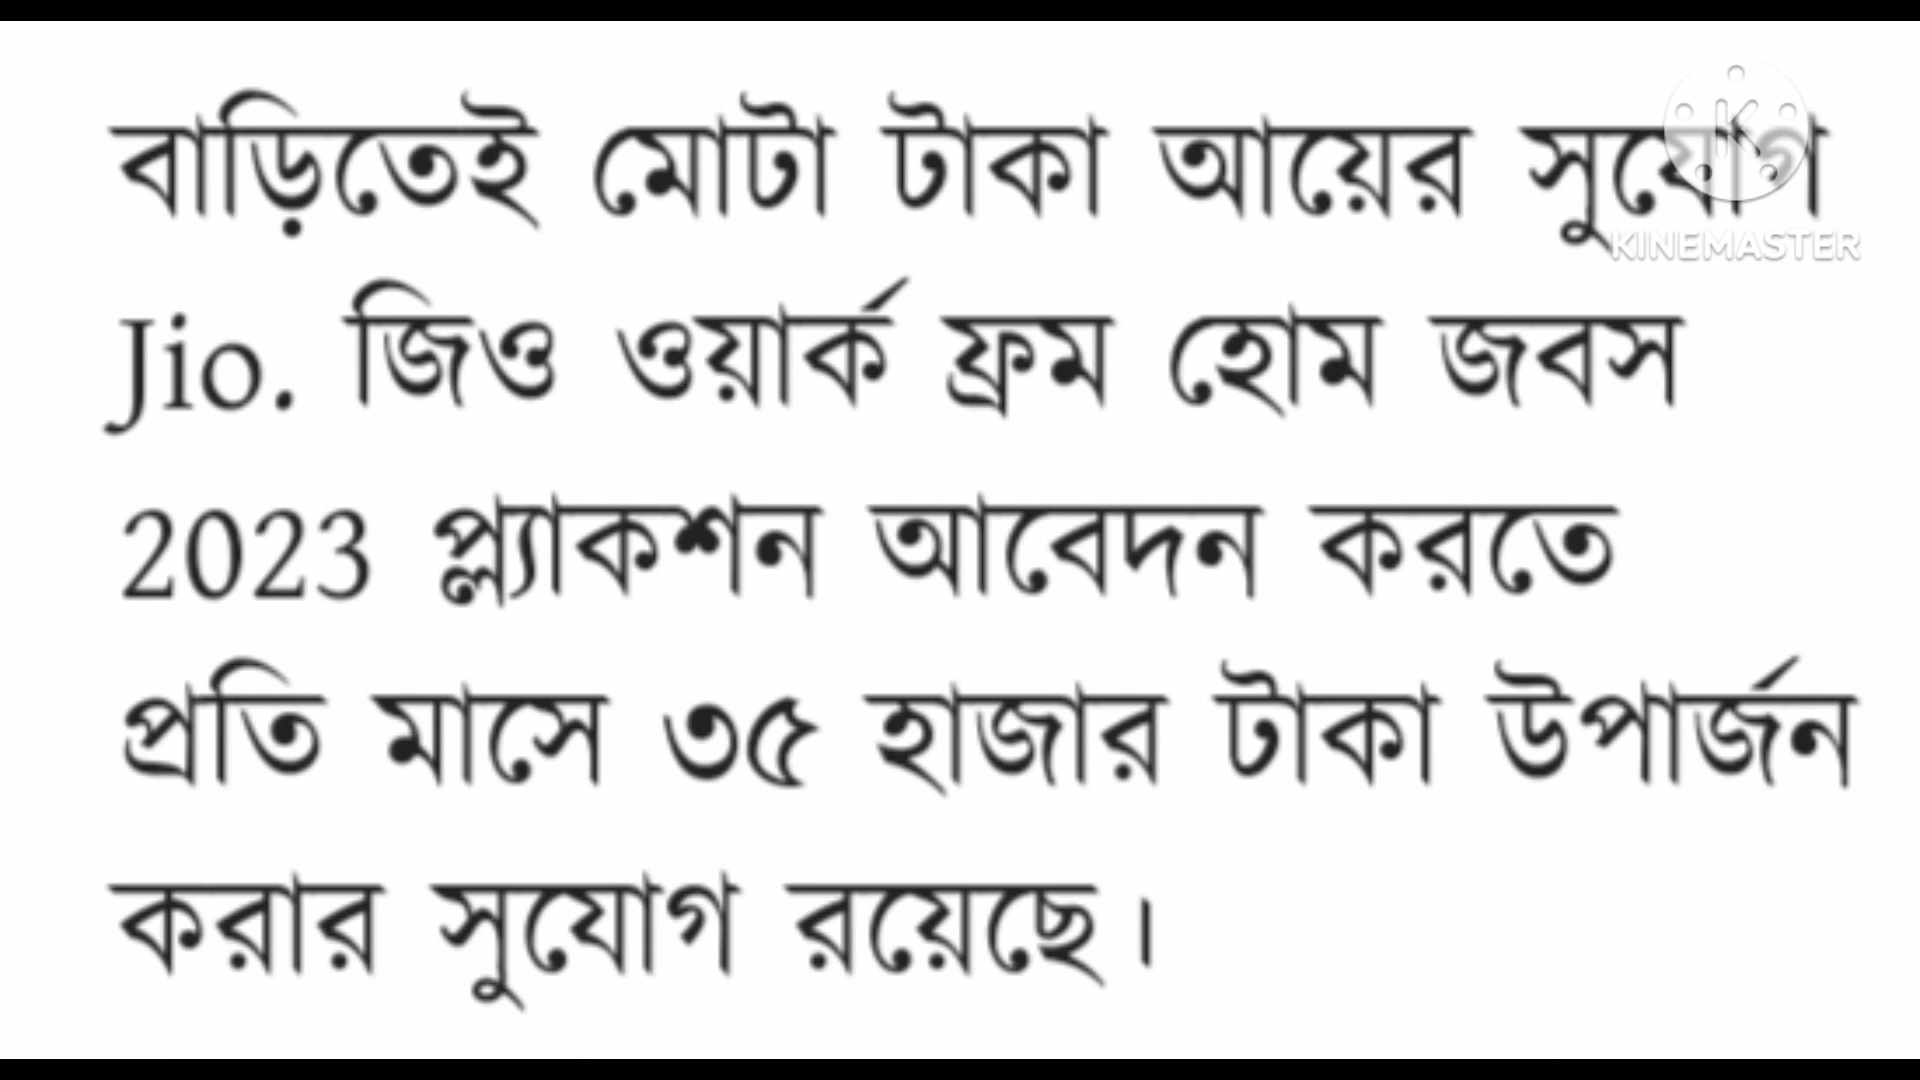 বাড়িতেই মোটা টাকা আয়ের সুযোগ
KINEMASTER
Jio. জিও ওয়ার্ক ফ্রম হোম জবস
2023 প্ল্যাকশন আবেদন করতে
প্রতি মাসে ৩৫ হাজার টাকা উপার্জন
করার সুযোগ রয়েছে।